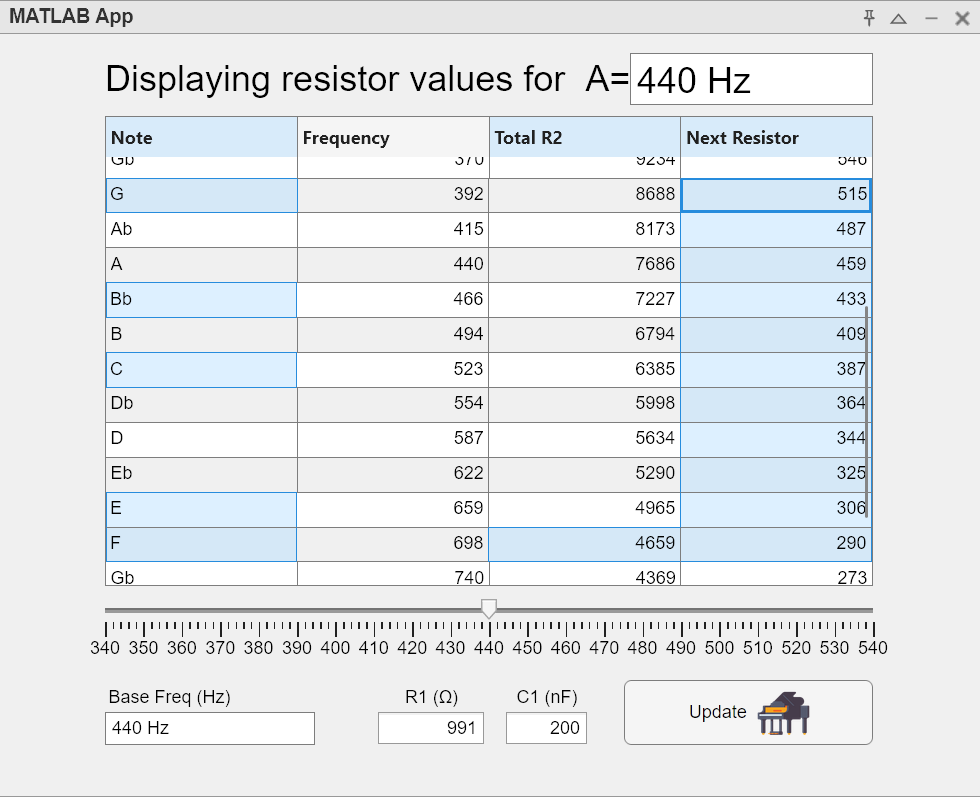 MATLAB App
Displaying resistor values for A= 440 Hz
Note Frequency Total R2 Next Resistor
Gb 370 9234 546
G 392 8688 515
Ab 415 8173 487
A 440 7686 459
Bb 466 7227 433
B 494 6794 409
C 523 6385 387
Db 554 5998 364
D 587 5634 344
Eb 622 5290 325
E 659 4965 306
F 698 4659 290
Gb 740 4369 273
340 350 360 370 380 390 400 410 420 430 440 450 460 470 480 490 500 510 520 530 540
Base Freq (Hz) R1 (Ω) C1 (nF)
440 Hz 991 200
Update